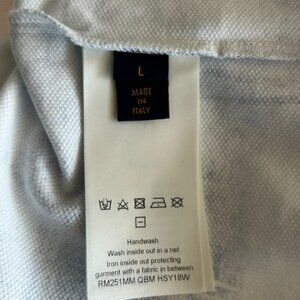 L
MADE
IN
ITALY
Handwash
Wash inside out in a net
Iron inside out protecting
garment with a fabric in between
RM251MM QBM HSY18W